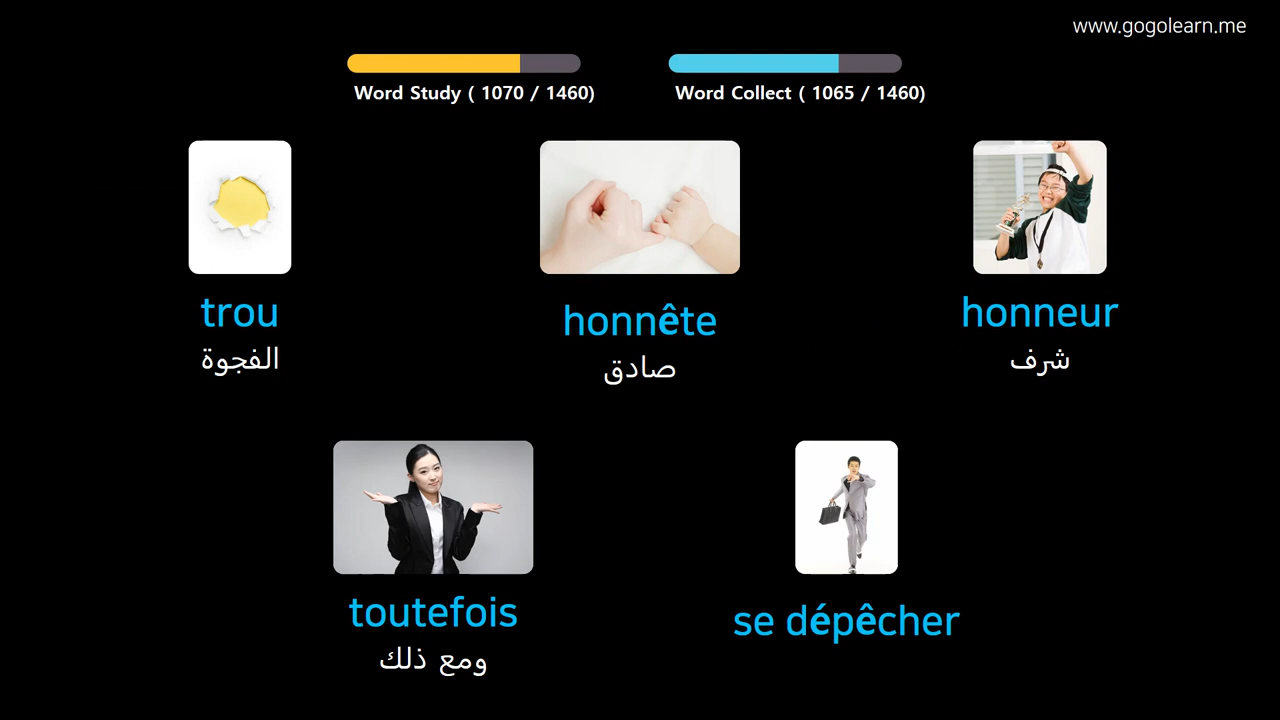 www.gogolearn.me
Word Study ( 1070 / 1460)
Word Collect ( 1065 / 1460)
trou
الفجوة
honnête
صادق
honneur
شرف
toutefois
ومع ذلك
se dépêcher